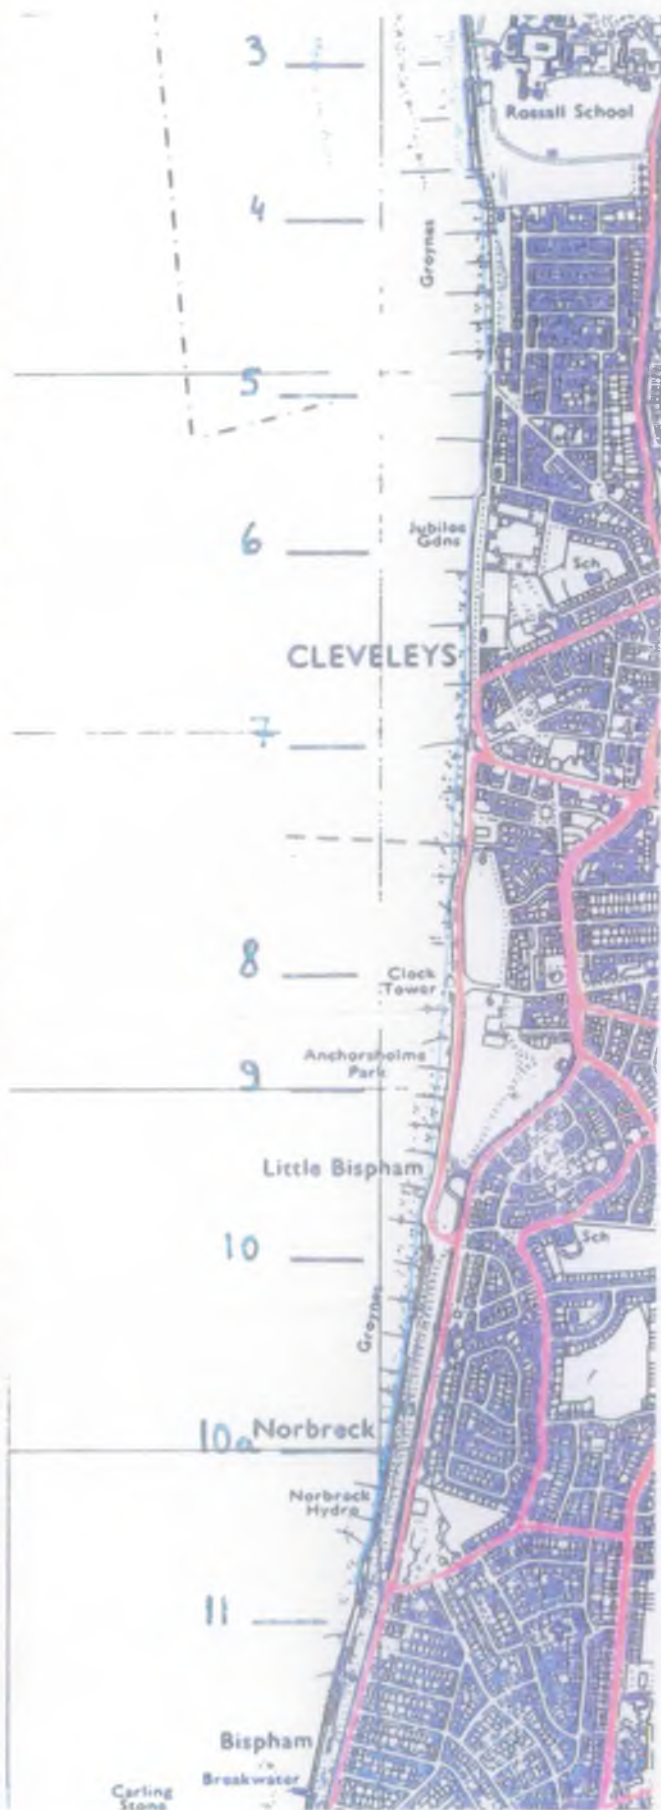 3
Rossall School
4
Groynes
5
Jubilee
Gdns
6
Sch
CLEVELEYS
7
8
Clock
Tower
Anchorsholme
Park
9
Little Bispham
Sch
10
Groynes
10a
Norbreck
Norbreck
Hydro
11
Bispham
Breakwater
Carling
Stone